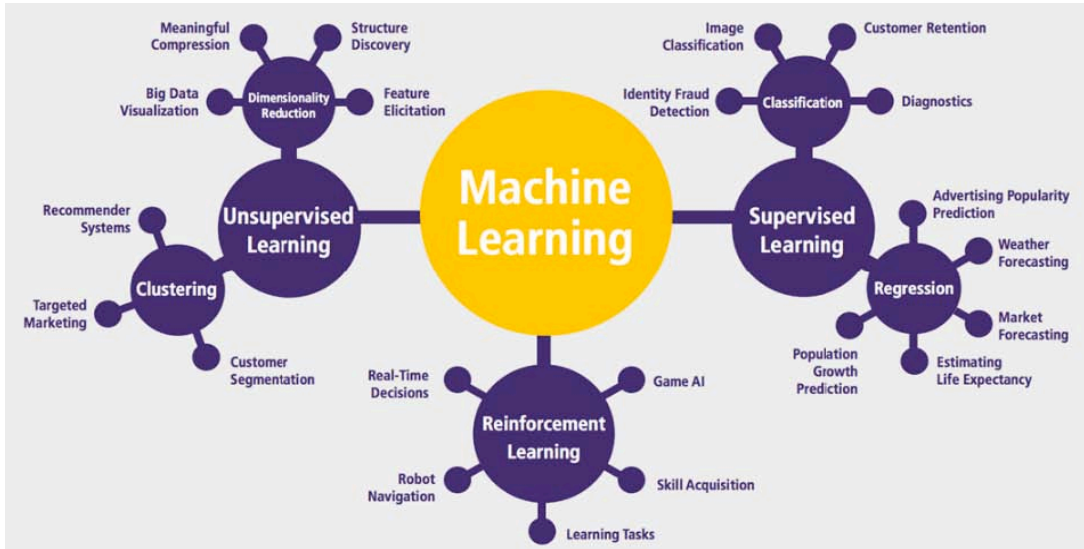 Machine
Learning
Unsupervised
Learning
Dimensionality
Reduction
Meaningful
Compression
Structure
Discovery
Big Data
Visualization
Feature
Elicitation
Clustering
Recommender
Systems
Targeted
Marketing
Customer
Segmentation
Supervised
Learning
Classification
Image
Classification
Customer Retention
Identity Fraud
Detection
Diagnostics
Regression
Advertising Popularity
Prediction
Weather
Forecasting
Market
Forecasting
Estimating
Life Expectancy
Population
Growth
Prediction
Reinforcement
Learning
Real-Time
Decisions
Game AI
Robot
Navigation
Skill Acquisition
Learning Tasks